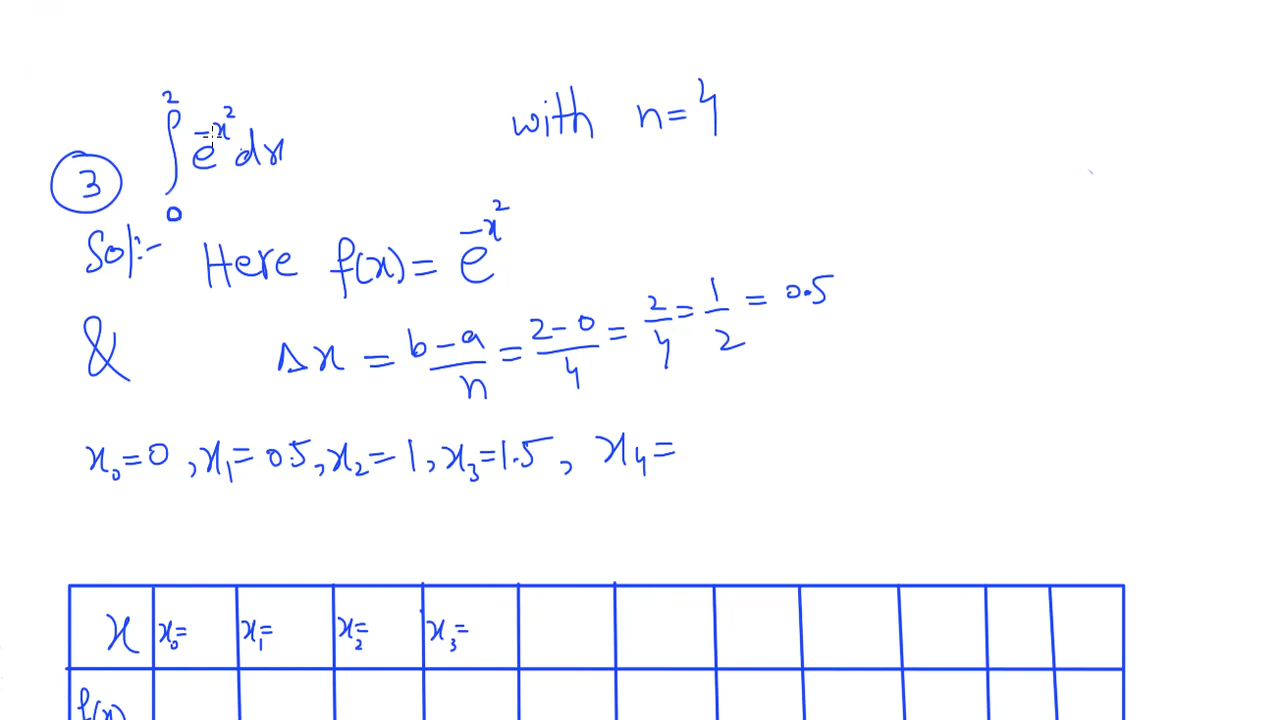 ③ ∫₀² e^{-x²} dx with n=4
Sol:- Here f(x) = e^{-x²}
& Δx = (b-a)/n = (2-0)/4 = 2/4 = 1/2 = 0.5
x₀=0, x₁=0.5, x₂=1, x₃=1.5, x₄=
x x₀= x₁= x₂= x₃=
f(x)